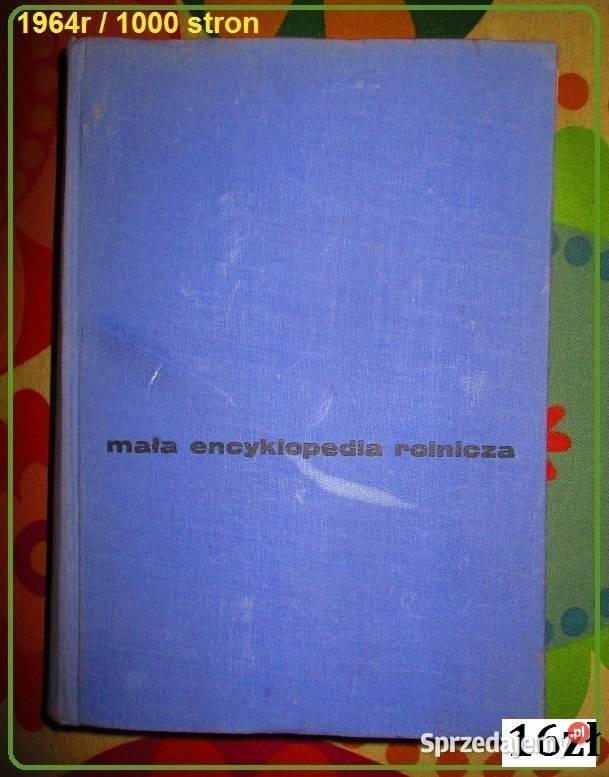 1964r / 1000 stron
mała encyklopedia rolnicza
16zł
Sprzedajemy.pl